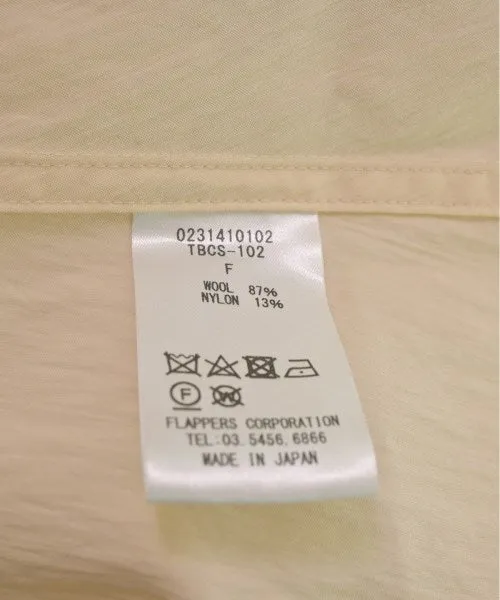 0231410102
TBCS-102
F
WOOL 87%
NYLON 13%
F W
FLAPPERS CORPORATION
TEL:03.5456.6866
MADE IN JAPAN